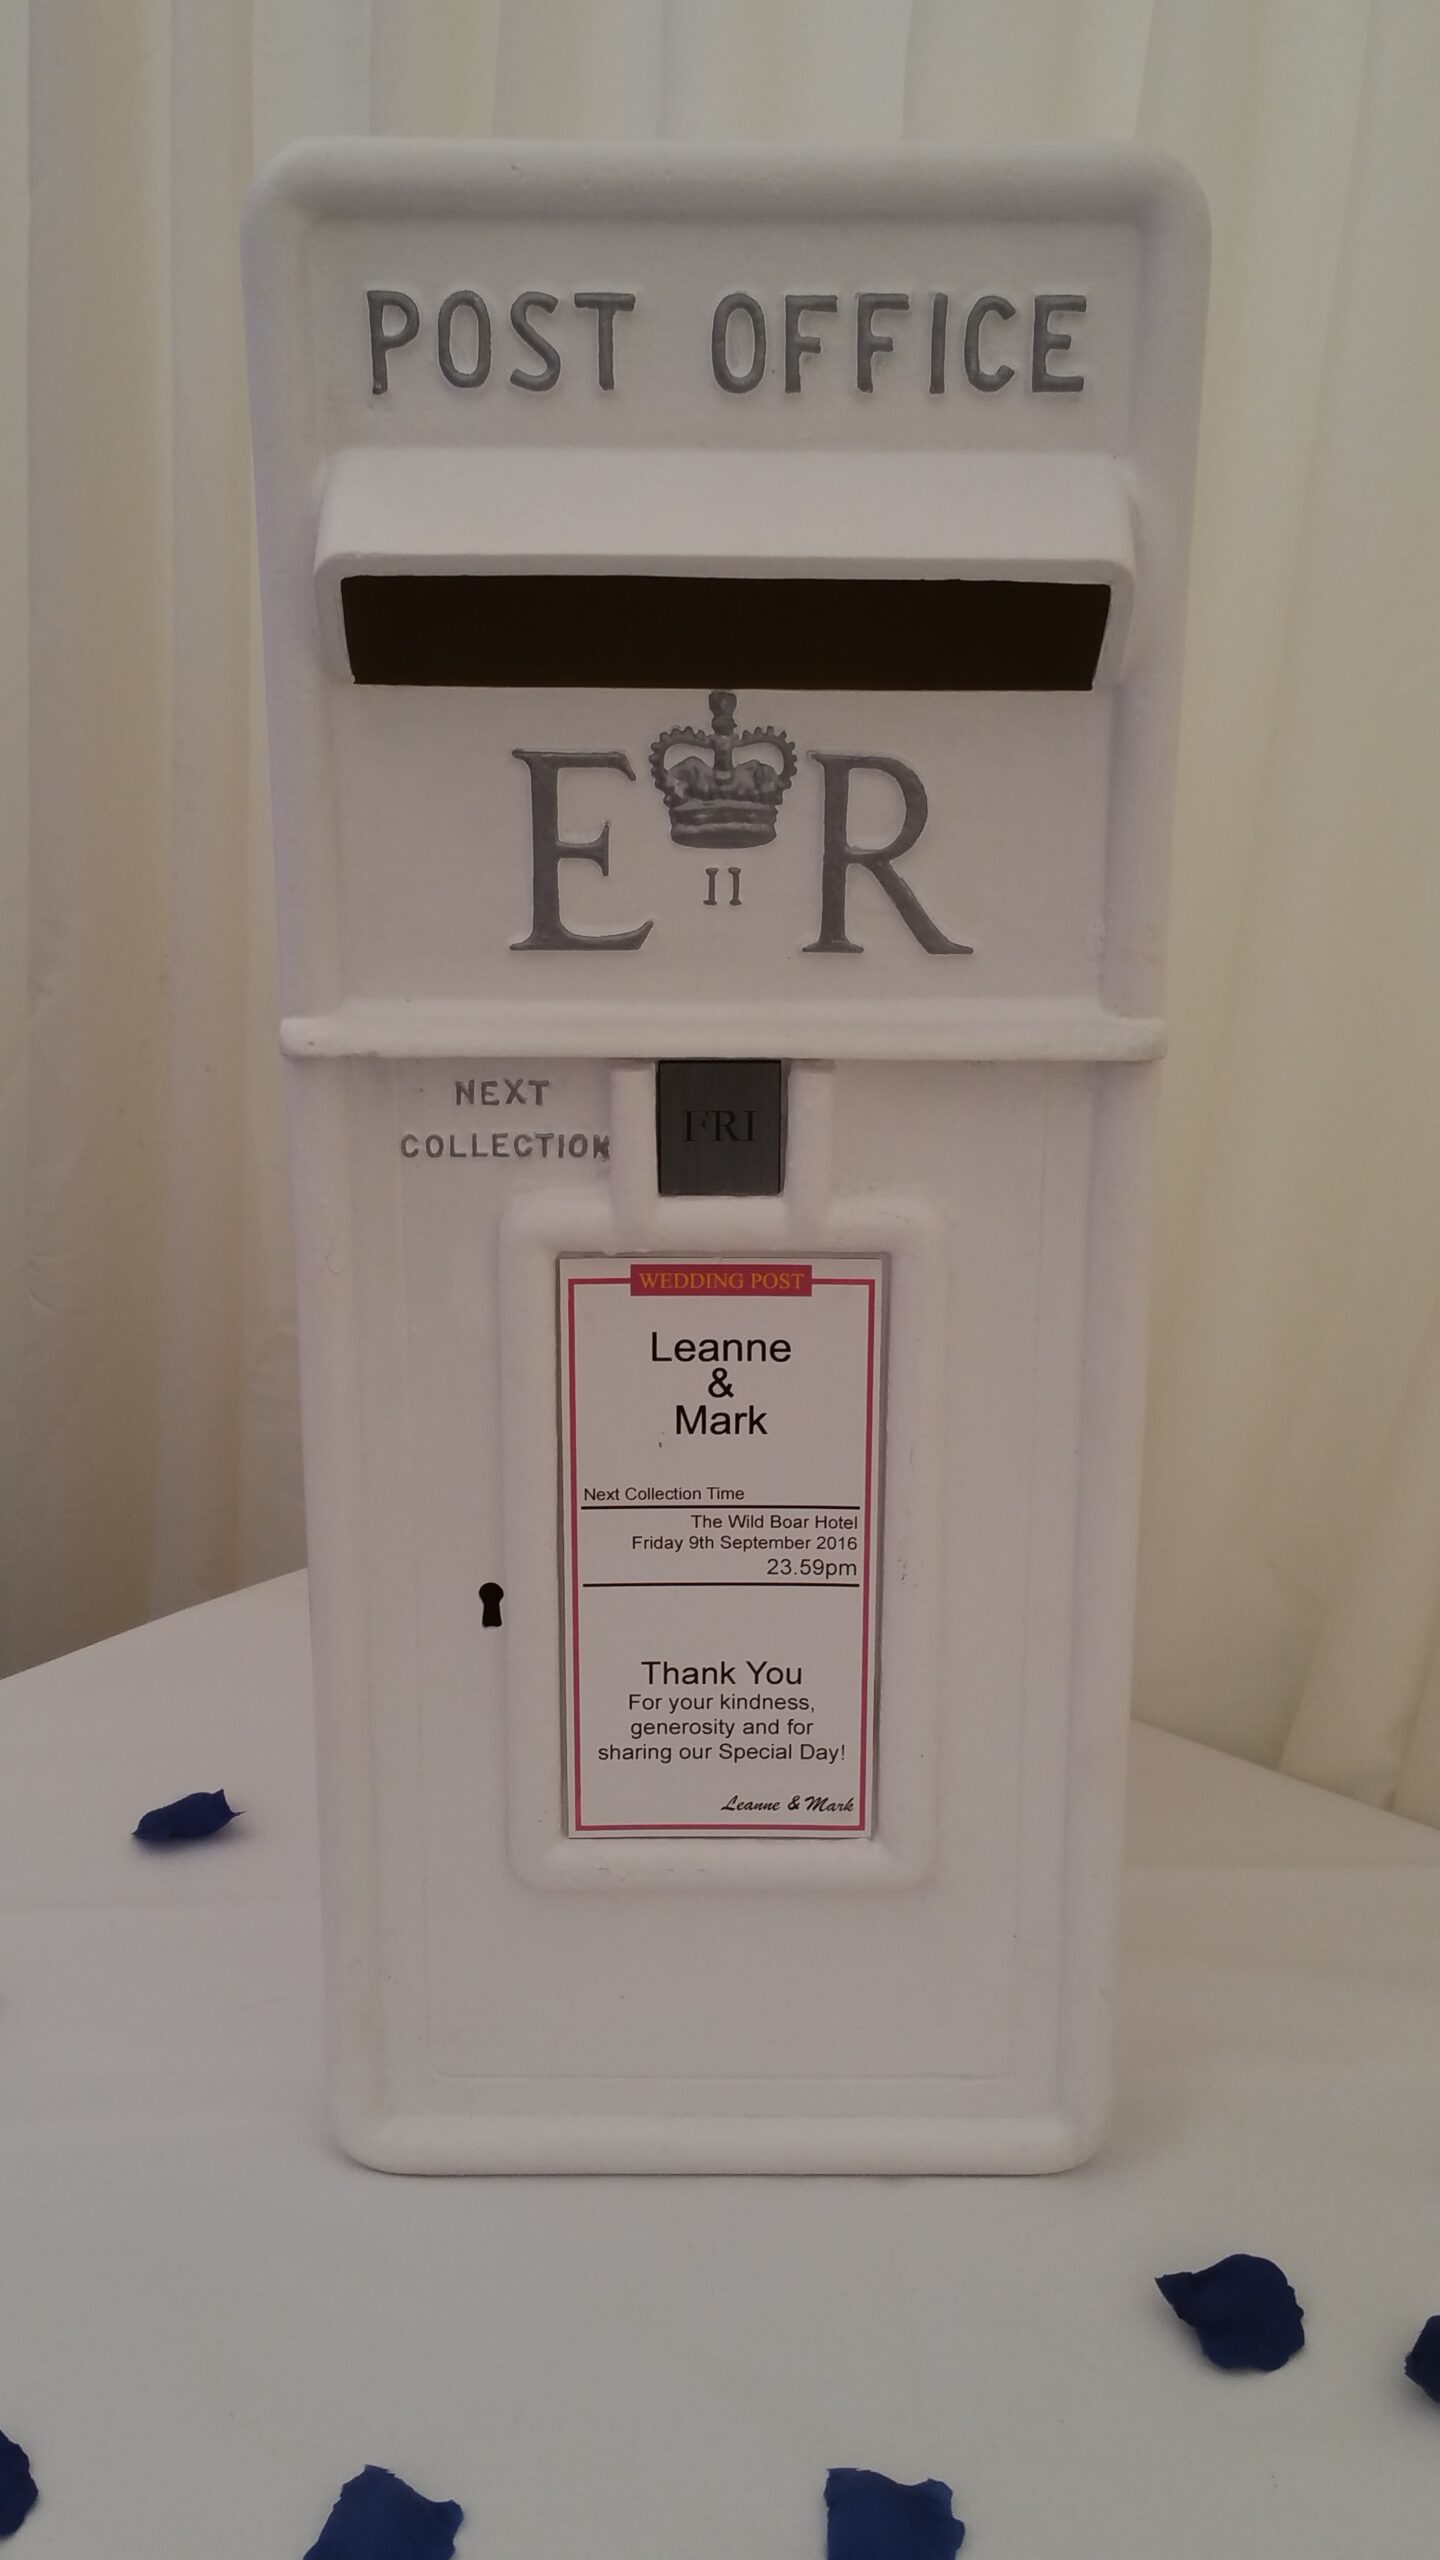 POST OFFICE
E II R
NEXT
COLLECTION
FRI
WEDDING POST
Leanne
&
Mark
Next Collection Time
The Wild Boar Hotel
Friday 9th September 2016
23.59pm
Thank You
For your kindness,
generosity and for
sharing our Special Day!
Leanne & Mark